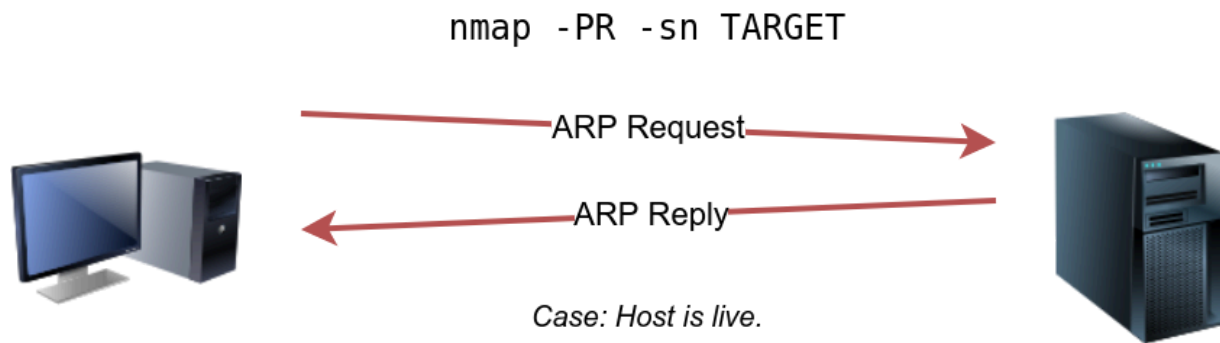 nmap -PR -sn TARGET
ARP Request
ARP Reply
Case: Host is live.